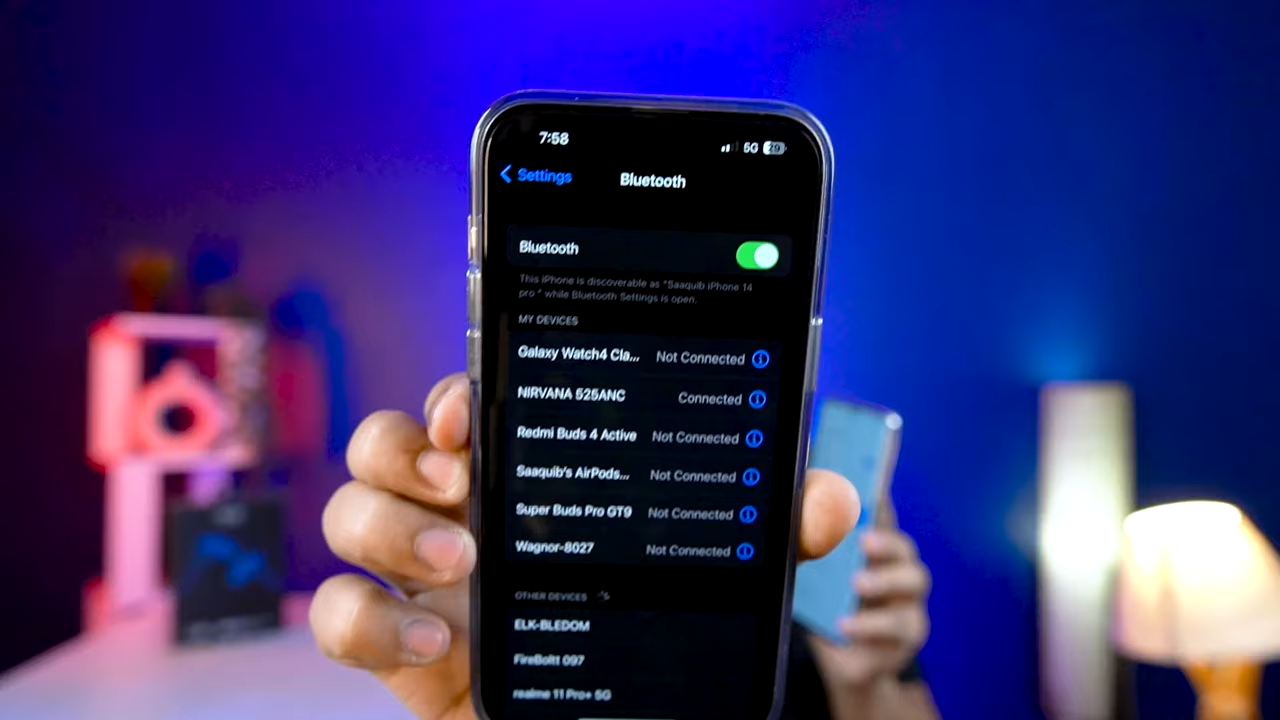 7:58 5G 29
Settings Bluetooth
Bluetooth
This iPhone is discoverable as "Saaquib iPhone 14
pro " while Bluetooth Settings is open.
MY DEVICES
Galaxy Watch4 Cla... Not Connected
NIRVANA 525ANC Connected
Redmi Buds 4 Active Not Connected
Saaquib's AirPods... Not Connected
Super Buds Pro GT9 Not Connected
Wagnor-8027 Not Connected
OTHER DEVICES
ELK-BLEDOM
FireBoltt 097
realme 11 Pro+ 5G